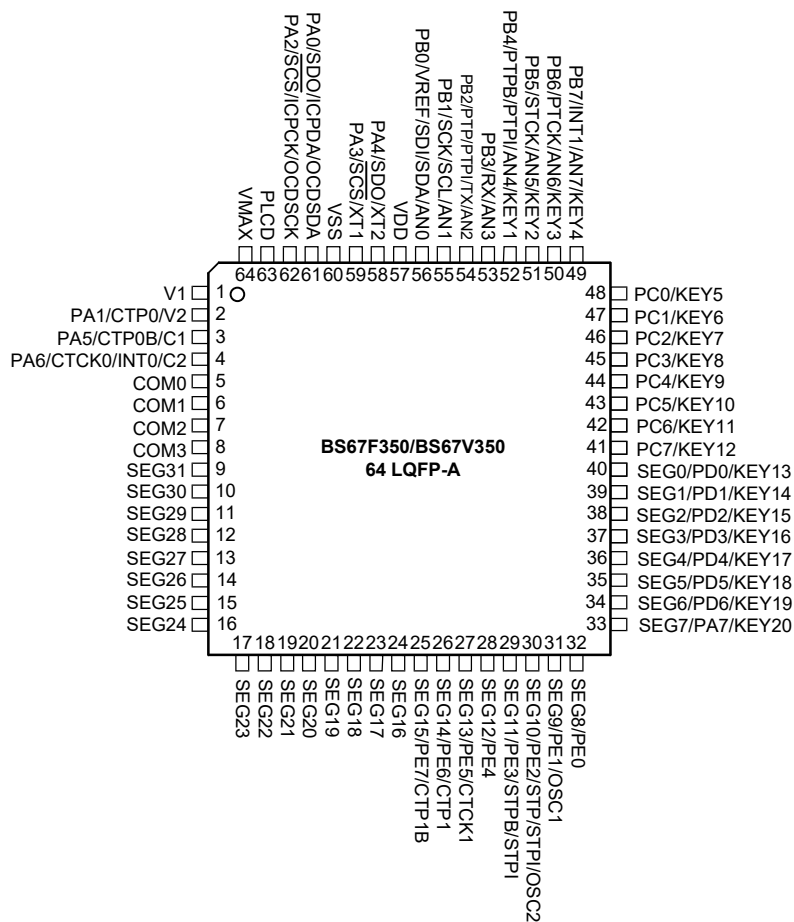 VMAX
PLCD
PA2/SCS/ICPCK/OCDSCK
PA0/SDO/ICPDA/OCDSDA
VSS
PA3/SCS/XT1
PA4/SDO/XT2
VDD
PB0/VREF/SDI/SDA/AN0
PB1/SCK/SCL/AN1
PB2/PTP/PTPI/TX/AN2
PB3/RX/AN3
PB4/PTPB/PTPI/AN4/KEY1
PB5/STCK/AN5/KEY2
PB6/PTCK/AN6/KEY3
PB7/INT1/AN7/KEY4
64 63 62 61 60 59 58 57 56 55 54 53 52 51 50 49
V1 1
PA1/CTP0/V2 2
PA5/CTP0B/C1 3
PA6/CTCK0/INT0/C2 4
COM0 5
COM1 6
COM2 7
COM3 8
SEG31 9
SEG30 10
SEG29 11
SEG28 12
SEG27 13
SEG26 14
SEG25 15
SEG24 16
BS67F350/BS67V350
64 LQFP-A
48 PC0/KEY5
47 PC1/KEY6
46 PC2/KEY7
45 PC3/KEY8
44 PC4/KEY9
43 PC5/KEY10
42 PC6/KEY11
41 PC7/KEY12
40 SEG0/PD0/KEY13
39 SEG1/PD1/KEY14
38 SEG2/PD2/KEY15
37 SEG3/PD3/KEY16
36 SEG4/PD4/KEY17
35 SEG5/PD5/KEY18
34 SEG6/PD6/KEY19
33 SEG7/PA7/KEY20
17 18 19 20 21 22 23 24 25 26 27 28 29 30 31 32
SEG23
SEG22
SEG21
SEG20
SEG19
SEG18
SEG17
SEG16
SEG15/PE7/CTP1B
SEG14/PE6/CTP1
SEG13/PE5/CTCK1
SEG12/PE4
SEG11/PE3/STPB/STPI
SEG10/PE2/STP/STPI/OSC2
SEG9/PE1/OSC1
SEG8/PE0